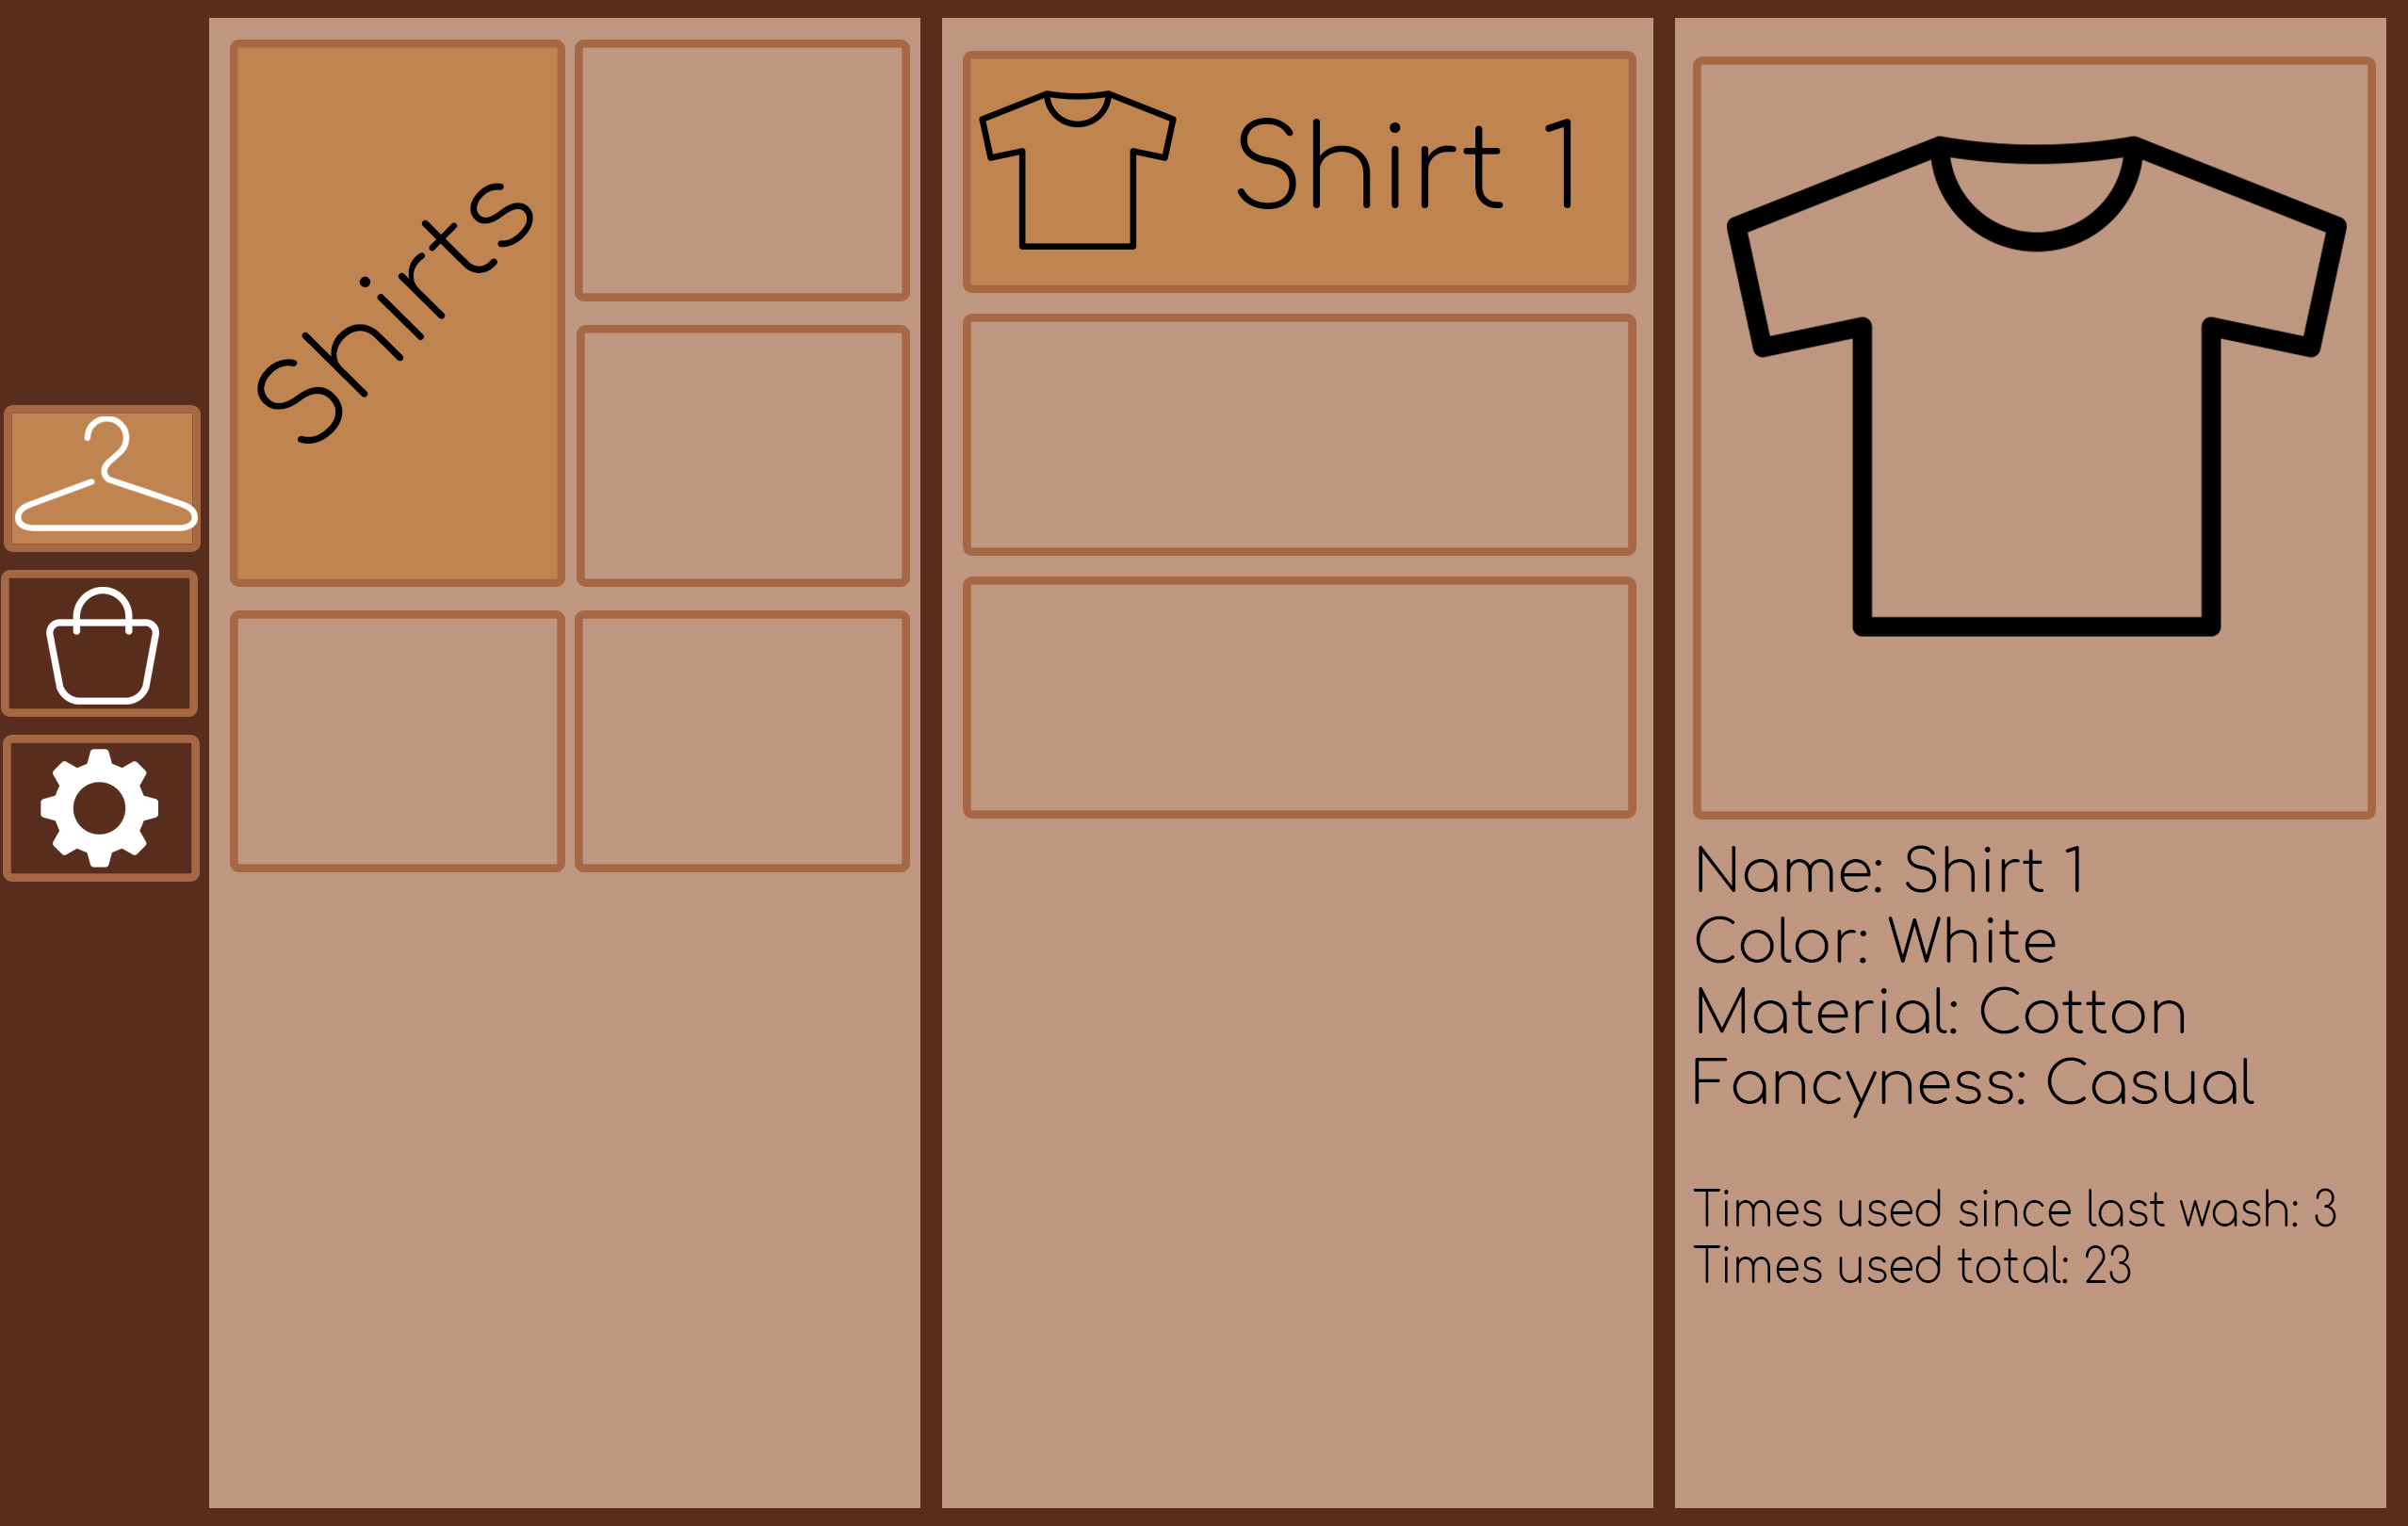 Shirts
Shirt 1
Name: Shirt 1
Color: White
Material: Cotton
Fancyness: Casual
Times used since last wash: 3
Times used total: 23